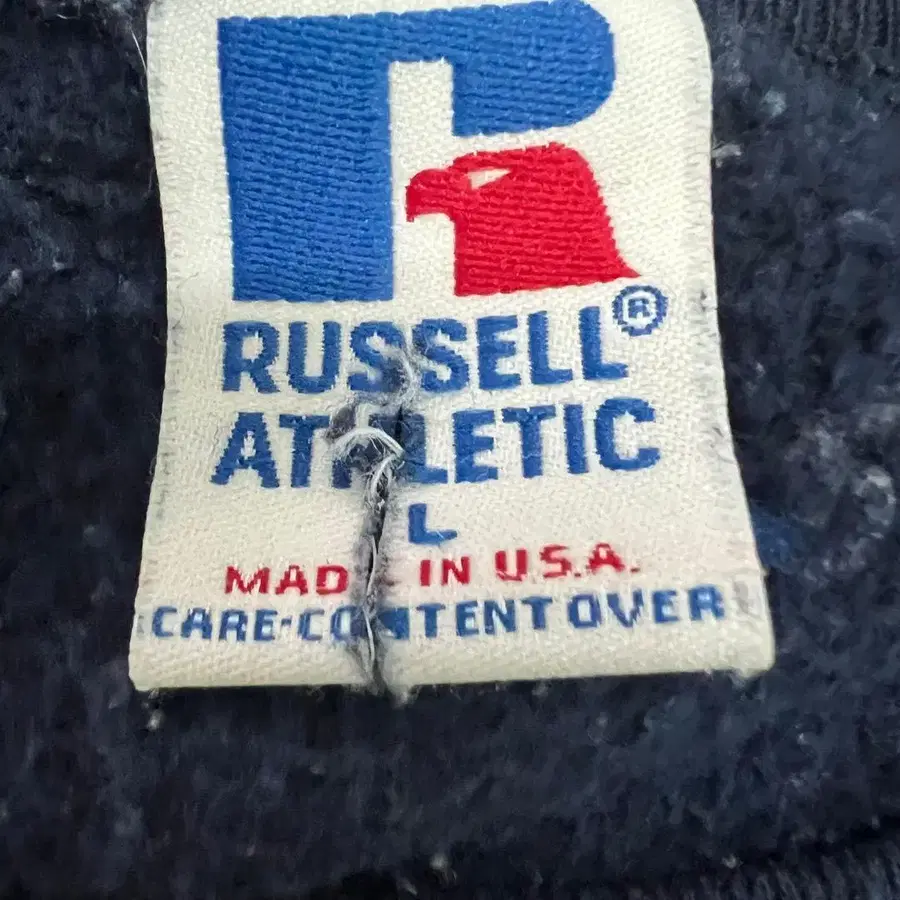 RUSSELL®
ATHLETIC
L
MADE IN U.S.A.
CARE-CONTENT OVER